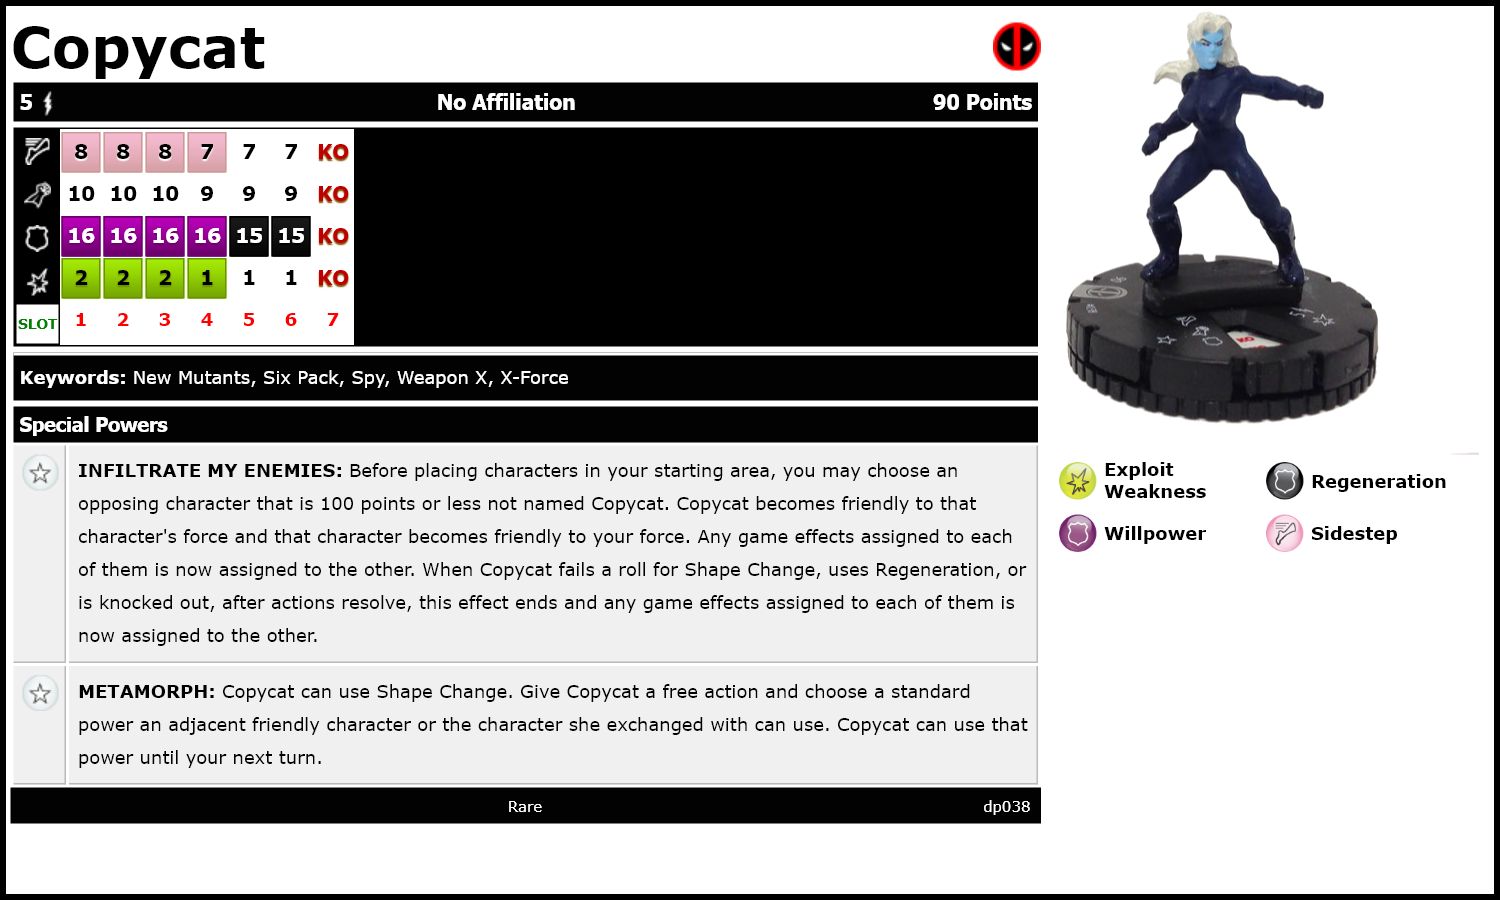 Copycat
5 No Affiliation 90 Points
8 8 8 7 7 7 KO
10 10 10 9 9 9 KO
16 16 16 16 15 15 KO
2 2 2 1 1 1 KO
SLOT 1 2 3 4 5 6 7
Keywords: New Mutants, Six Pack, Spy, Weapon X, X-Force
Special Powers
INFILTRATE MY ENEMIES: Before placing characters in your starting area, you may choose an
opposing character that is 100 points or less not named Copycat. Copycat becomes friendly to that
character's force and that character becomes friendly to your force. Any game effects assigned to each
of them is now assigned to the other. When Copycat fails a roll for Shape Change, uses Regeneration, or
is knocked out, after actions resolve, this effect ends and any game effects assigned to each of them is
now assigned to the other.
METAMORPH: Copycat can use Shape Change. Give Copycat a free action and choose a standard
power an adjacent friendly character or the character she exchanged with can use. Copycat can use that
power until your next turn.
Rare dp038
KO
Exploit
Weakness
Regeneration
Willpower
Sidestep